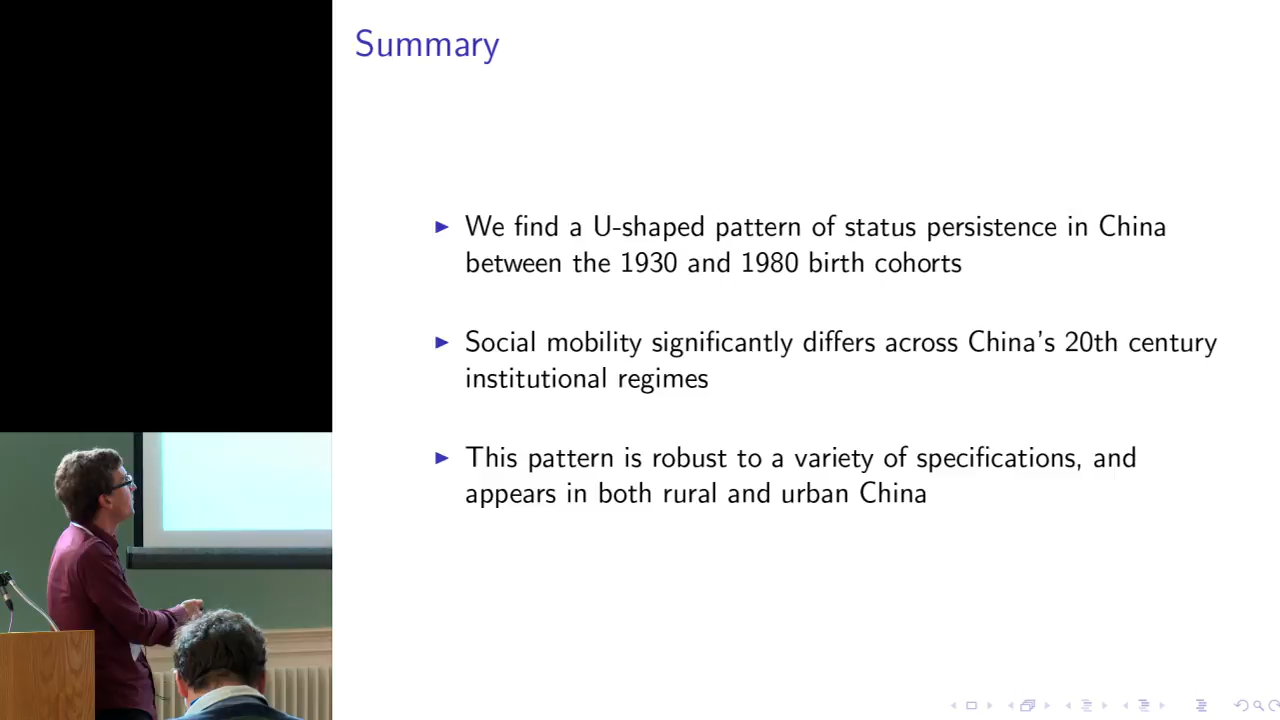 Summary
We find a U-shaped pattern of status persistence in China
between the 1930 and 1980 birth cohorts
Social mobility significantly differs across China's 20th century
institutional regimes
This pattern is robust to a variety of specifications, and
appears in both rural and urban China